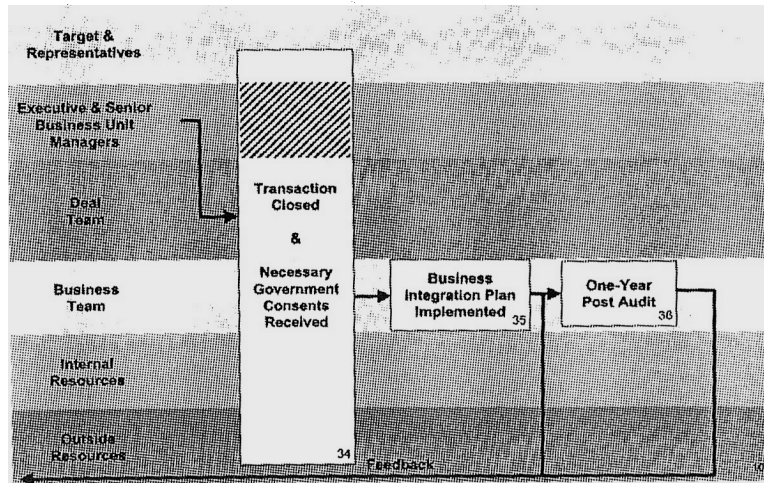 Target &
Representatives
Executive & Senior
Business Unit
Managers
Deal
Team
Business
Team
Internal
Resources
Outside
Resources
Transaction
Closed
&
Necessary
Government
Consents
Received
34
Business
Integration Plan
Implemented
35
One-Year
Post Audit
36
Feedback